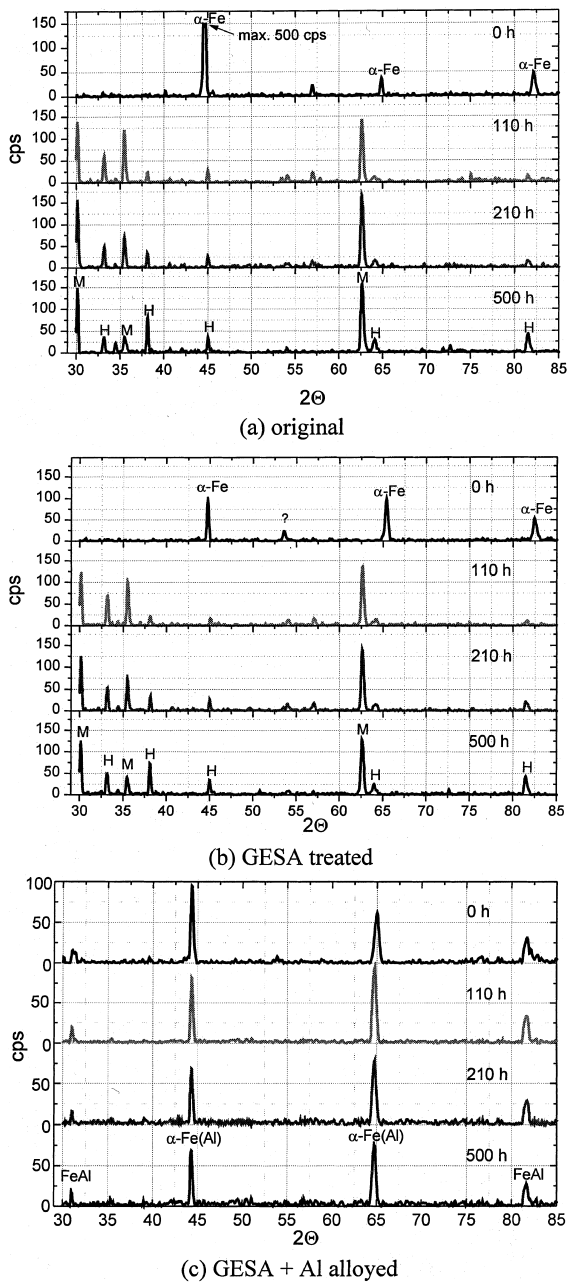 α-Fe
max. 500 cps
0 h
α-Fe
α-Fe
150
100
50
0
110 h
150
100
50
0
cps
210 h
150
100
50
0
500 h
M
H
M
H
H
M
H
H
150
100
50
0
30 35 40 45 50 55 60 65 70 75 80 85
2Θ
(a) original
0 h
α-Fe
?
α-Fe
α-Fe
150
100
50
0
110 h
150
100
50
0
cps
210 h
150
100
50
0
500 h
M
H
M
H
H
M
H
H
150
100
50
0
30 35 40 45 50 55 60 65 70 75 80 85
2Θ
(b) GESA treated
100
50
0
0 h
110 h
50
0
cps
210 h
50
0
α-Fe(Al)
α-Fe(Al)
500 h
FeAl
FeAl
50
0
30 35 40 45 50 55 60 65 70 75 80 85
2Θ
(c) GESA + Al alloyed